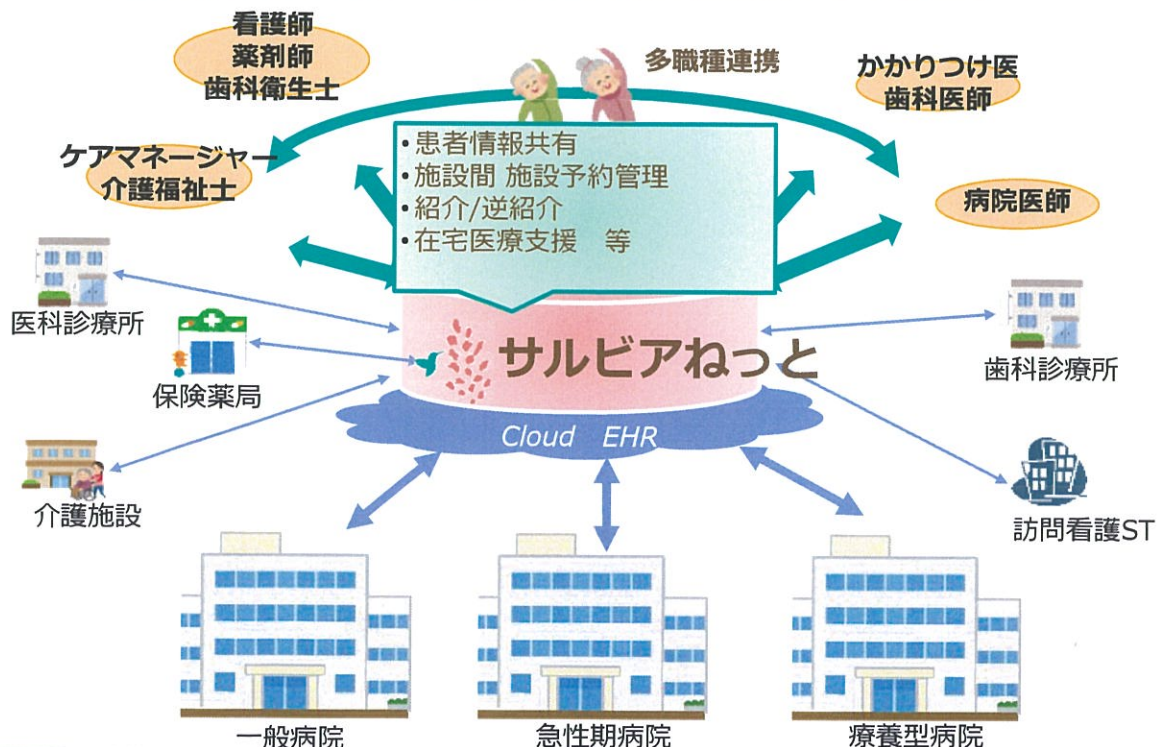 看護師
薬剤師
歯科衛生士
多職種連携
かかりつけ医
歯科医師
ケアマネージャー
介護福祉士
病院医師
•患者情報共有
•施設間 施設予約管理
•紹介/逆紹介
•在宅医療支援　等
医科診療所
保険薬局
介護施設
サルビアねっと
Cloud　EHR
歯科診療所
訪問看護ST
一般病院
急性期病院
療養型病院